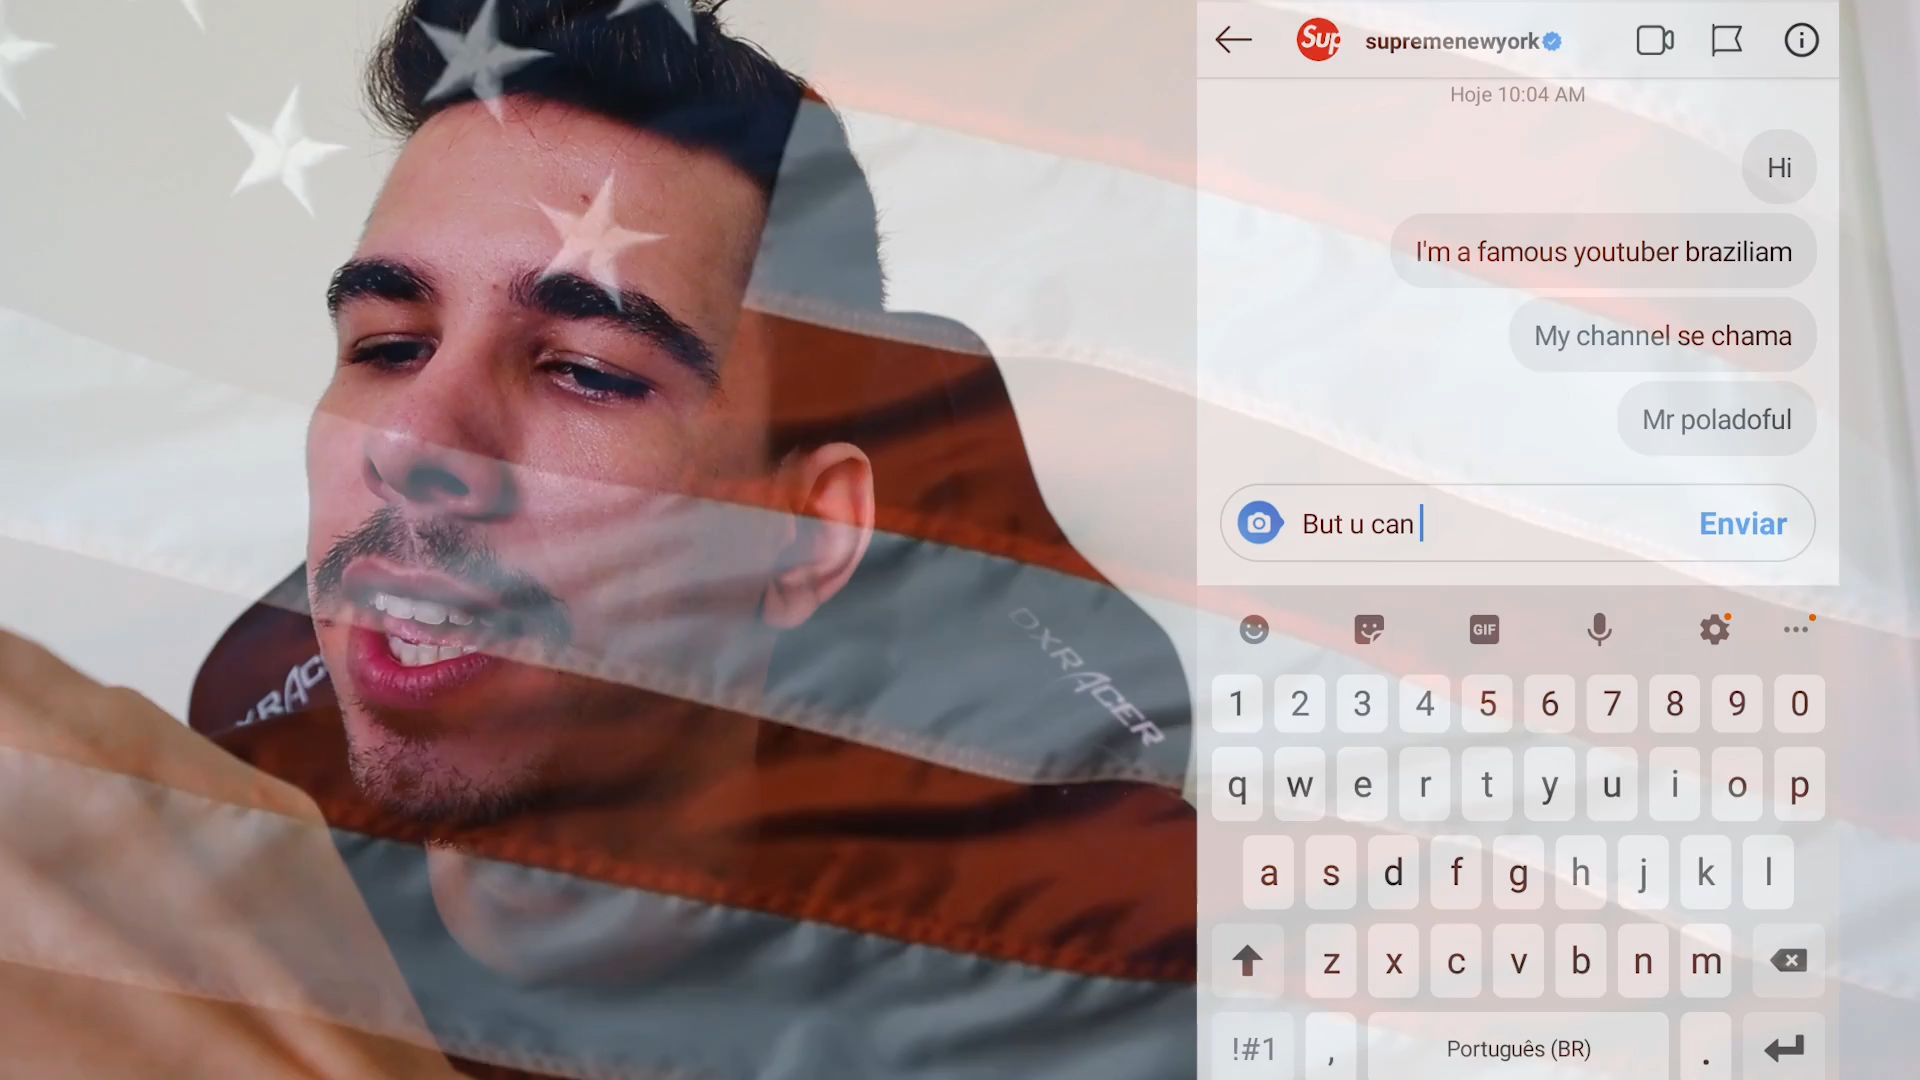 Sup
supremenewyork
Hoje 10:04 AM
Hi
I'm a famous youtuber braziliam
My channel se chama
Mr poladoful
But u can
Enviar
GIF
1 2 3 4 5 6 7 8 9 0
q w e r t y u i o p
a s d f g h j k l
z x c v b n m
!#1 , Português (BR) .
XRAC
DXRACER